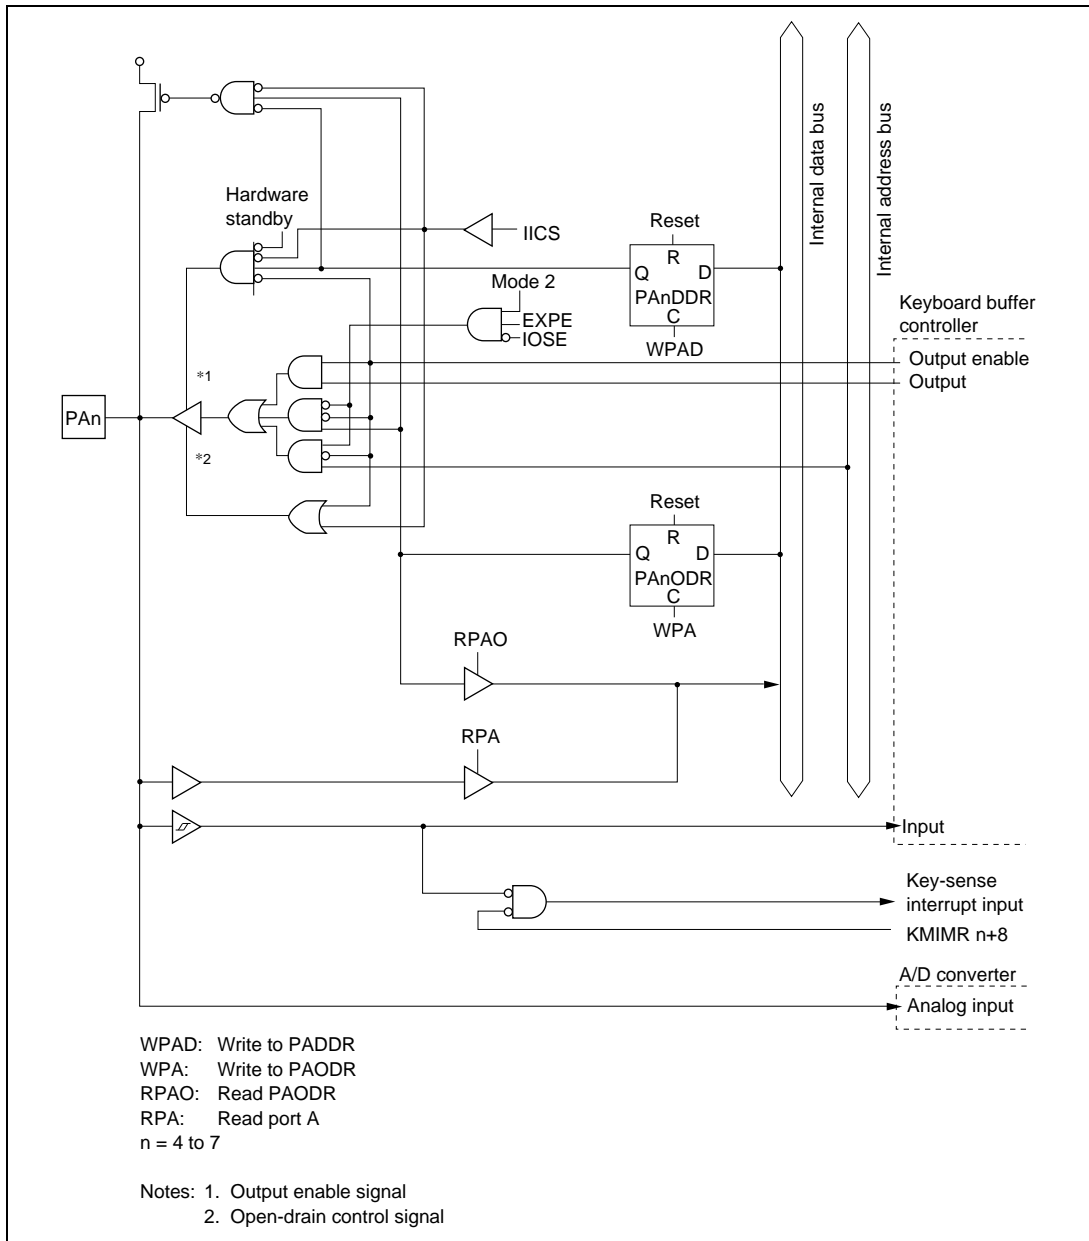 Internal data bus
Internal address bus
Hardware
standby
IICS
Reset
R
Q
D
PAnDDR
C
WPAD
Mode 2
EXPE
IOSE
Keyboard buffer
controller
Output enable
Output
*1
PAn
*2
Reset
R
Q
D
PAnODR
C
WPA
RPAO
RPA
Input
Key-sense
interrupt input
KMIMR n+8
A/D converter
Analog input
WPAD: Write to PADDR
WPA: Write to PAODR
RPAO: Read PAODR
RPA: Read port A
n = 4 to 7
Notes: 1. Output enable signal
2. Open-drain control signal